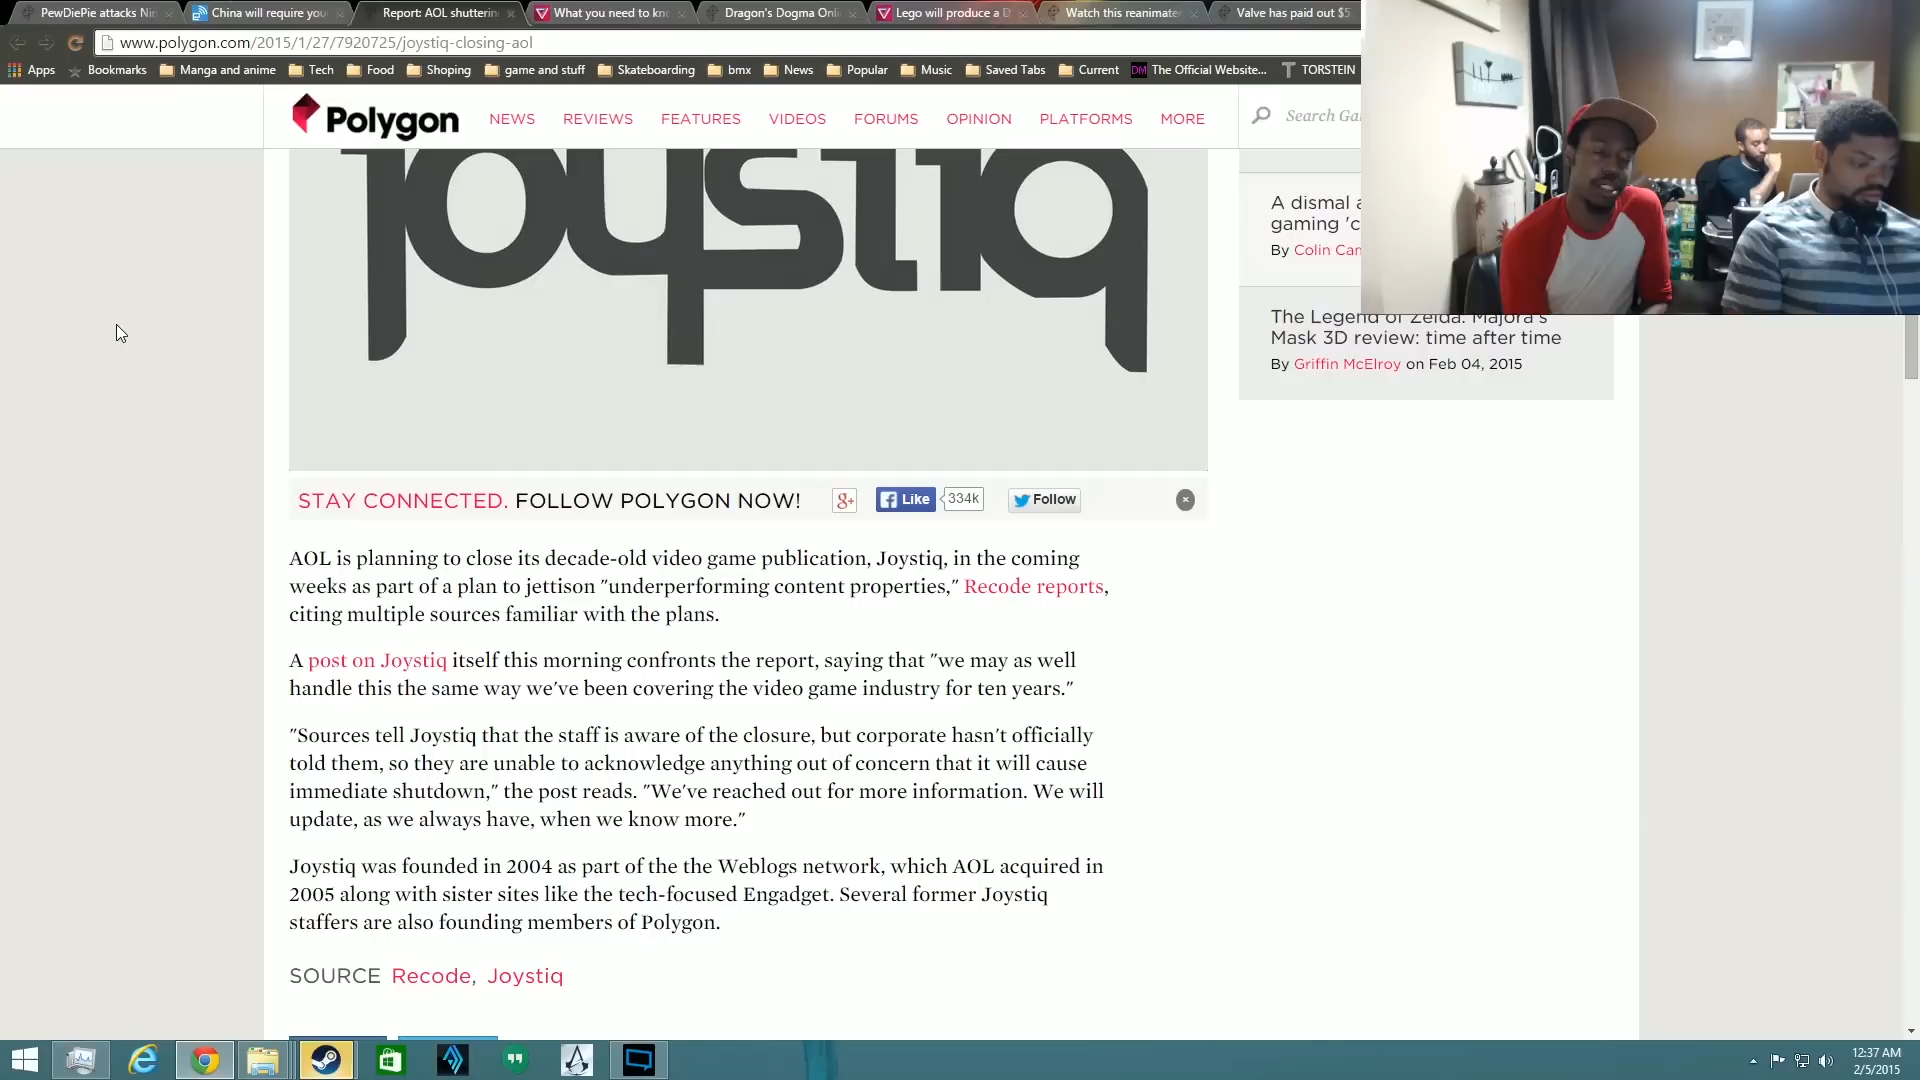 PewDiePie attacks Nin
China will require you
Report: AOL shutterin
What you need to kn
Dragon's Dogma Onli
Lego will produce a D
Watch this reanimate
Valve has paid out $5
www.polygon.com/2015/1/27/7920725/joystiq-closing-aol
Apps Bookmarks Manga and anime Tech Food Shoping game and stuff Skateboarding bmx News Popular Music Saved Tabs Current DM The Official Website... TORSTEIN
Polygon NEWS REVIEWS FEATURES VIDEOS FORUMS OPINION PLATFORMS MORE Search Ga
joystiq
A dismal a
gaming 'c
By Colin Cam
The Legend of Zelda: Majora's
Mask 3D review: time after time
By Griffin McElroy on Feb 04, 2015
STAY CONNECTED. FOLLOW POLYGON NOW! g+ Like 334k Follow
AOL is planning to close its decade-old video game publication, Joystiq, in the coming
weeks as part of a plan to jettison "underperforming content properties," Recode reports,
citing multiple sources familiar with the plans.
A post on Joystiq itself this morning confronts the report, saying that "we may as well
handle this the same way we've been covering the video game industry for ten years."
"Sources tell Joystiq that the staff is aware of the closure, but corporate hasn't officially
told them, so they are unable to acknowledge anything out of concern that it will cause
immediate shutdown," the post reads. "We've reached out for more information. We will
update, as we always have, when we know more."
Joystiq was founded in 2004 as part of the the Weblogs network, which AOL acquired in
2005 along with sister sites like the tech-focused Engadget. Several former Joystiq
staffers are also founding members of Polygon.
SOURCE Recode, Joystiq
12:37 AM
2/5/2015